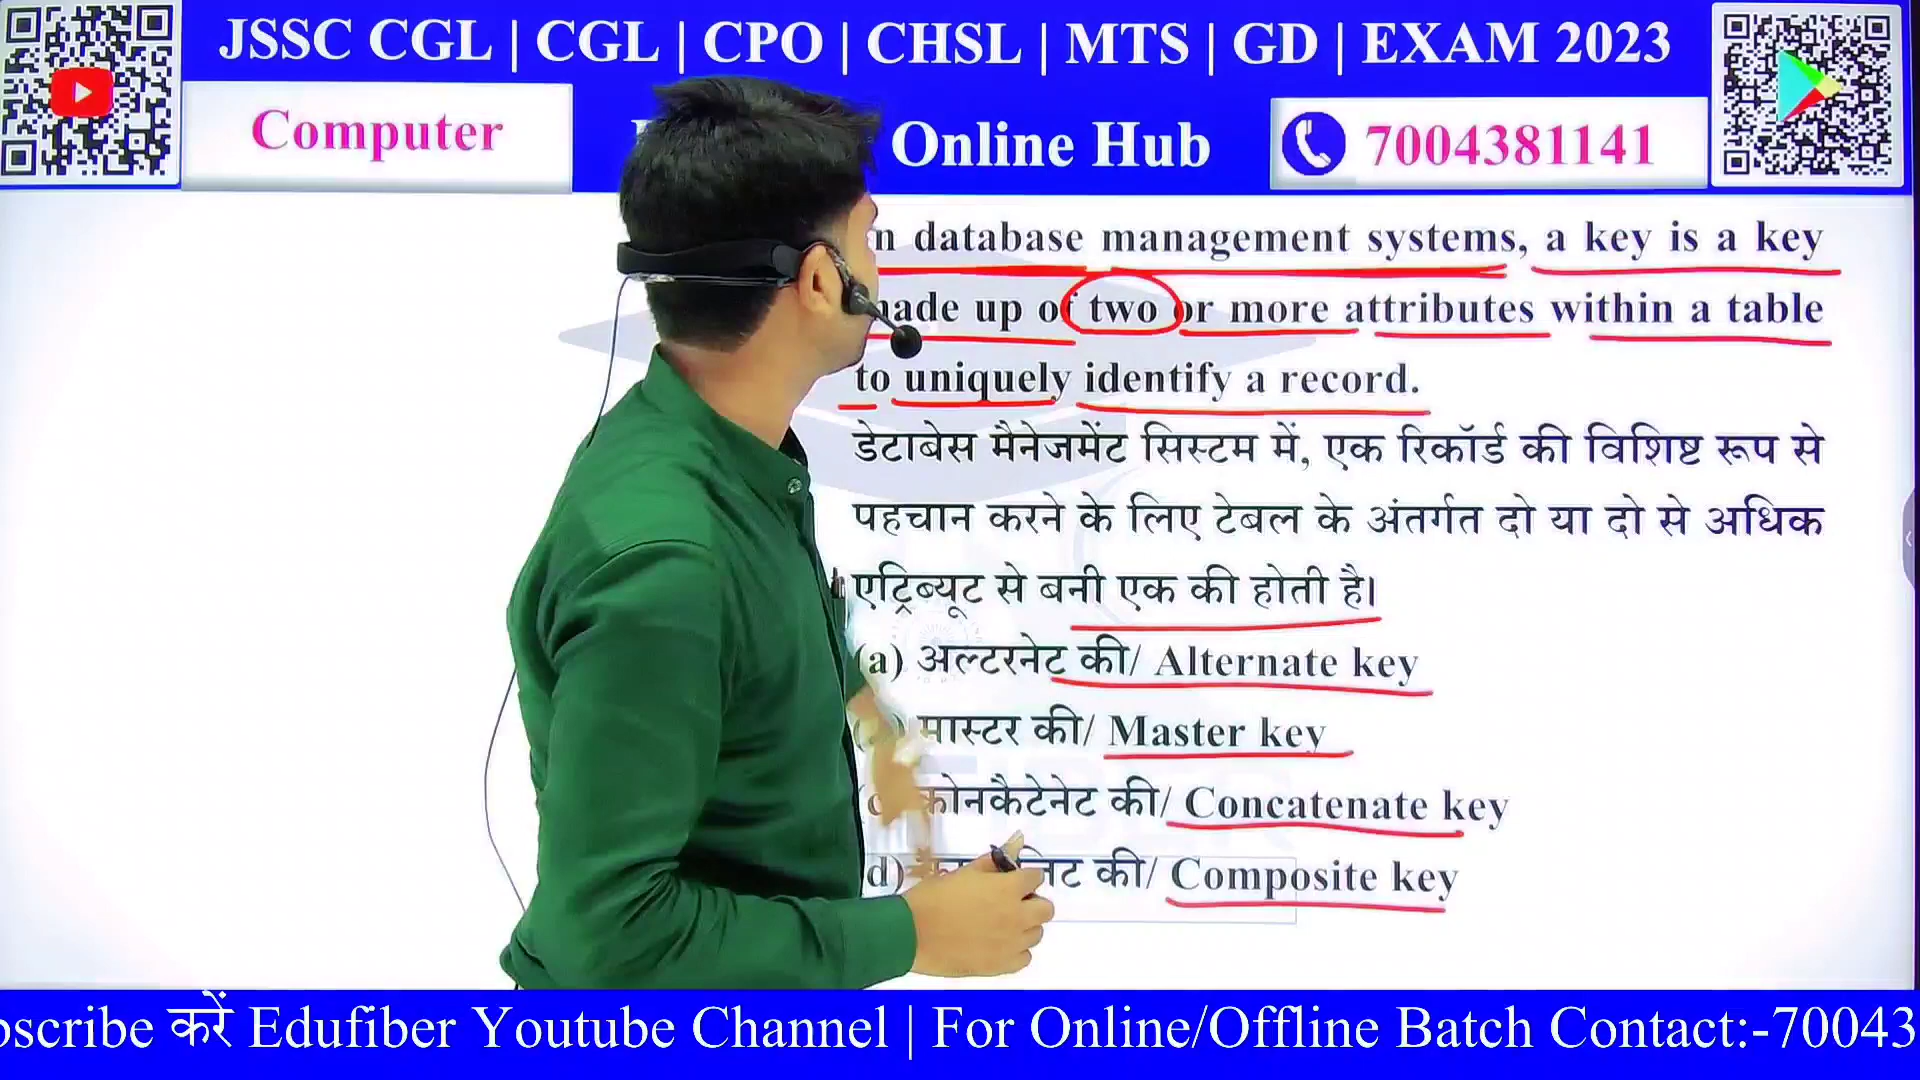 JSSC CGL | CGL | CPO | CHSL | MTS | GD | EXAM 2023
Computer
Online Hub
7004381141
n database management systems, a key is a key
made up of two or more attributes within a table
to uniquely identify a record.
डेटाबेस मैनेजमेंट सिस्टम में, एक रिकॉर्ड की विशिष्ट रूप से
पहचान करने के लिए टेबल के अंतर्गत दो या दो से अधिक
एट्रिब्यूट से बनी एक की होती है।
(a) अल्टरनेट की/ Alternate key
मास्टर की/ Master key
कोनकैटेनेट की/ Concatenate key
d) की/ Composite key
bscribe करें Edufiber Youtube Channel | For Online/Offline Batch Contact:-70043